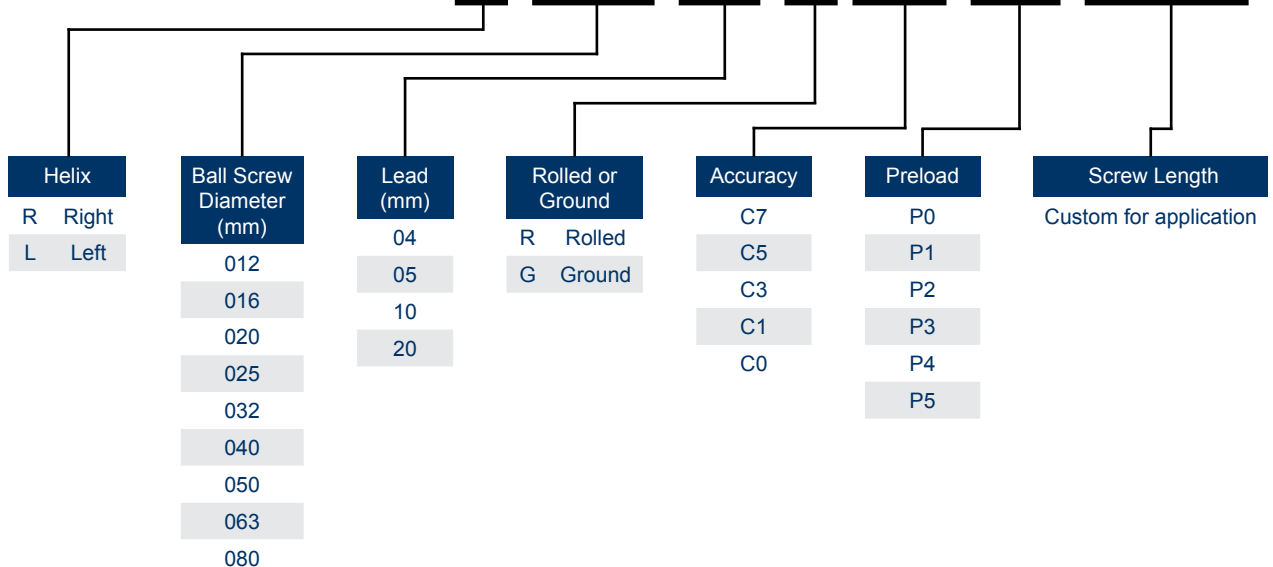 Helix
R Right
L Left
Ball Screw
Diameter
(mm)
012
016
020
025
032
040
050
063
080
Lead
(mm)
04
05
10
20
Rolled or
Ground
R Rolled
G Ground
Accuracy
C7
C5
C3
C1
C0
Preload
P0
P1
P2
P3
P4
P5
Screw Length
Custom for application